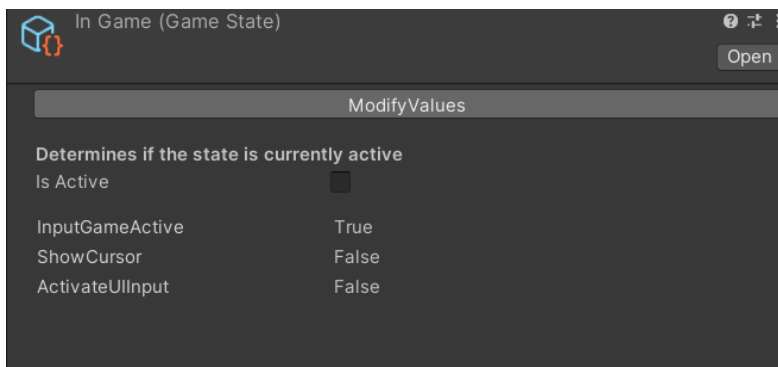 In Game (Game State)
Open
ModifyValues
Determines if the state is currently active
Is Active
InputGameActive True
ShowCursor False
ActivateUIInput False